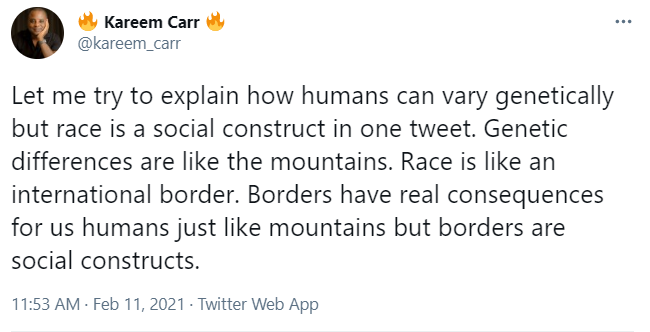 🔥 Kareem Carr 🔥
@kareem_carr
Let me try to explain how humans can vary genetically
but race is a social construct in one tweet. Genetic
differences are like the mountains. Race is like an
international border. Borders have real consequences
for us humans just like mountains but borders are
social constructs.
11:53 AM · Feb 11, 2021 · Twitter Web App